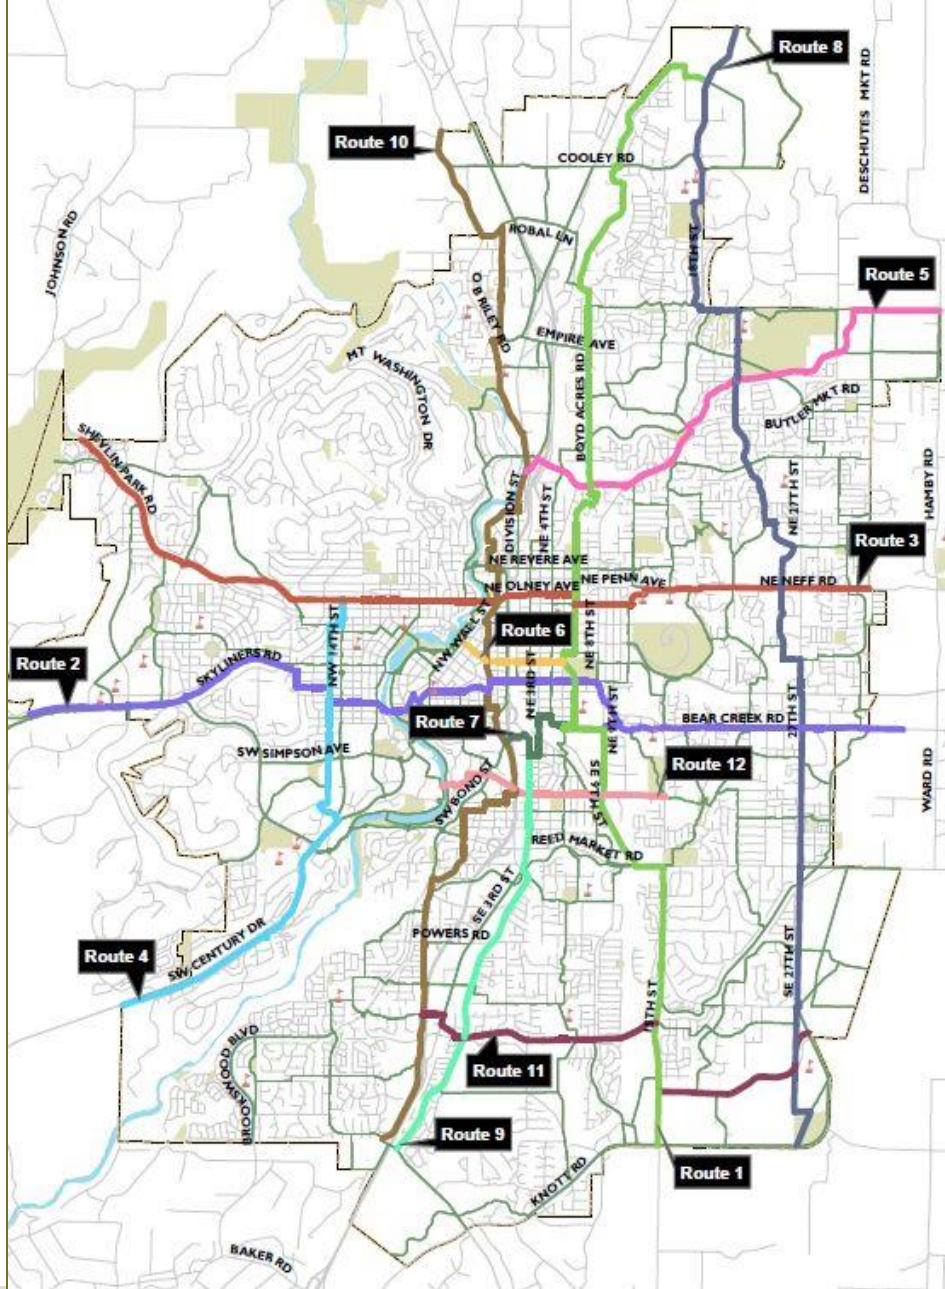 Route 8
DESCHUTES MKT RD
Route 10
COOLEY RD
JOHNSON RD
ROBAL LN
Route 5
O B RILEY RD
EMPIRE AVE
MT WASHINGTON DR
BOYD ACRES RD
BUTLER MKT RD
SHEVLIN PARK RD
HAMBY RD
DIVISION ST
NE 4TH ST
NE 27TH ST
Route 3
NE REVERE AVE
NE OLNEY AVE
NE PENN AVE
NE NEFF RD
NW WALL ST
Route 6
NE 8TH ST
NW 14TH ST
Route 2
SKYLINERS RD
NE 3RD ST
27TH ST
Route 7
BEAR CREEK RD
SW SIMPSON AVE
Route 12
WARD RD
SW BOND ST
SE 9TH ST
REED MARKET RD
SE 3RD ST
POWERS RD
SW CENTURY DR
Route 4
SE 27TH ST
15TH ST
BROOKSWOOD BLVD
Route 11
Route 9
Route 1
KNOTT RD
BAKER RD